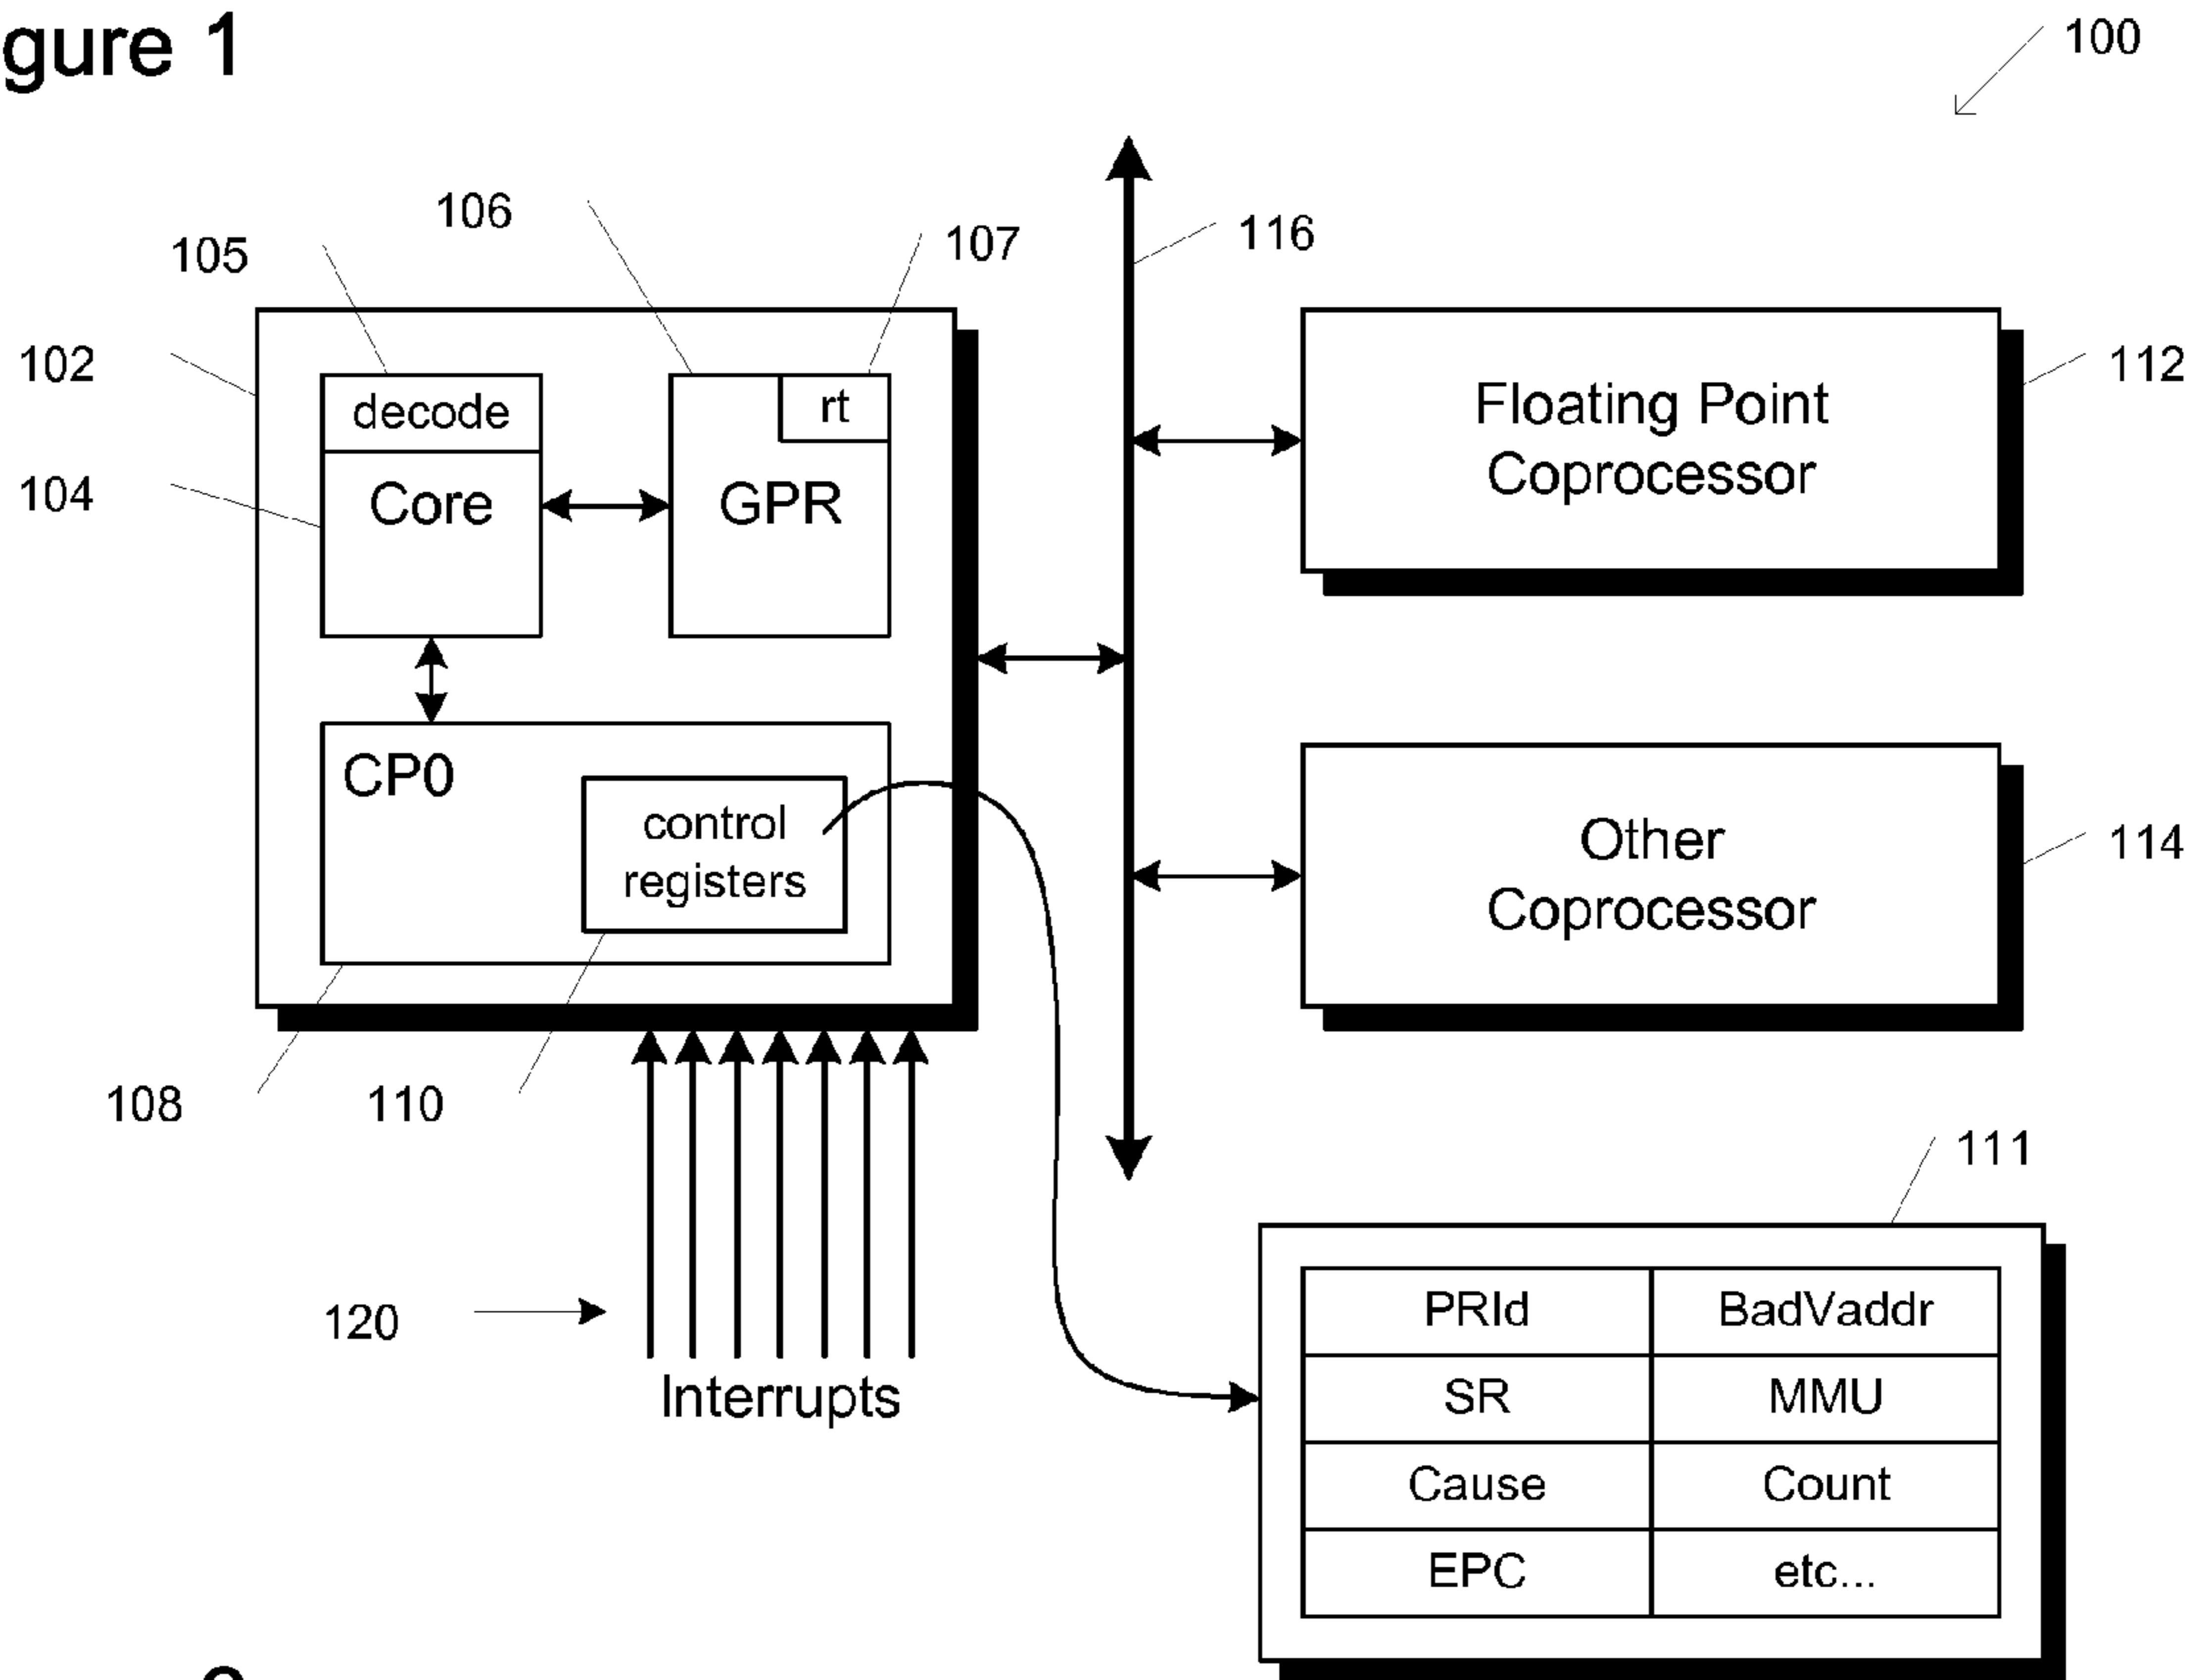 gure 1
100
106
107
116
105
102
decode
rt
Floating Point
Coprocessor
112
104
Core
GPR
CP0
control
registers
Other
Coprocessor
114
108
110
111
120
Interrupts
PRId
BadVaddr
SR
MMU
Cause
Count
EPC
etc...